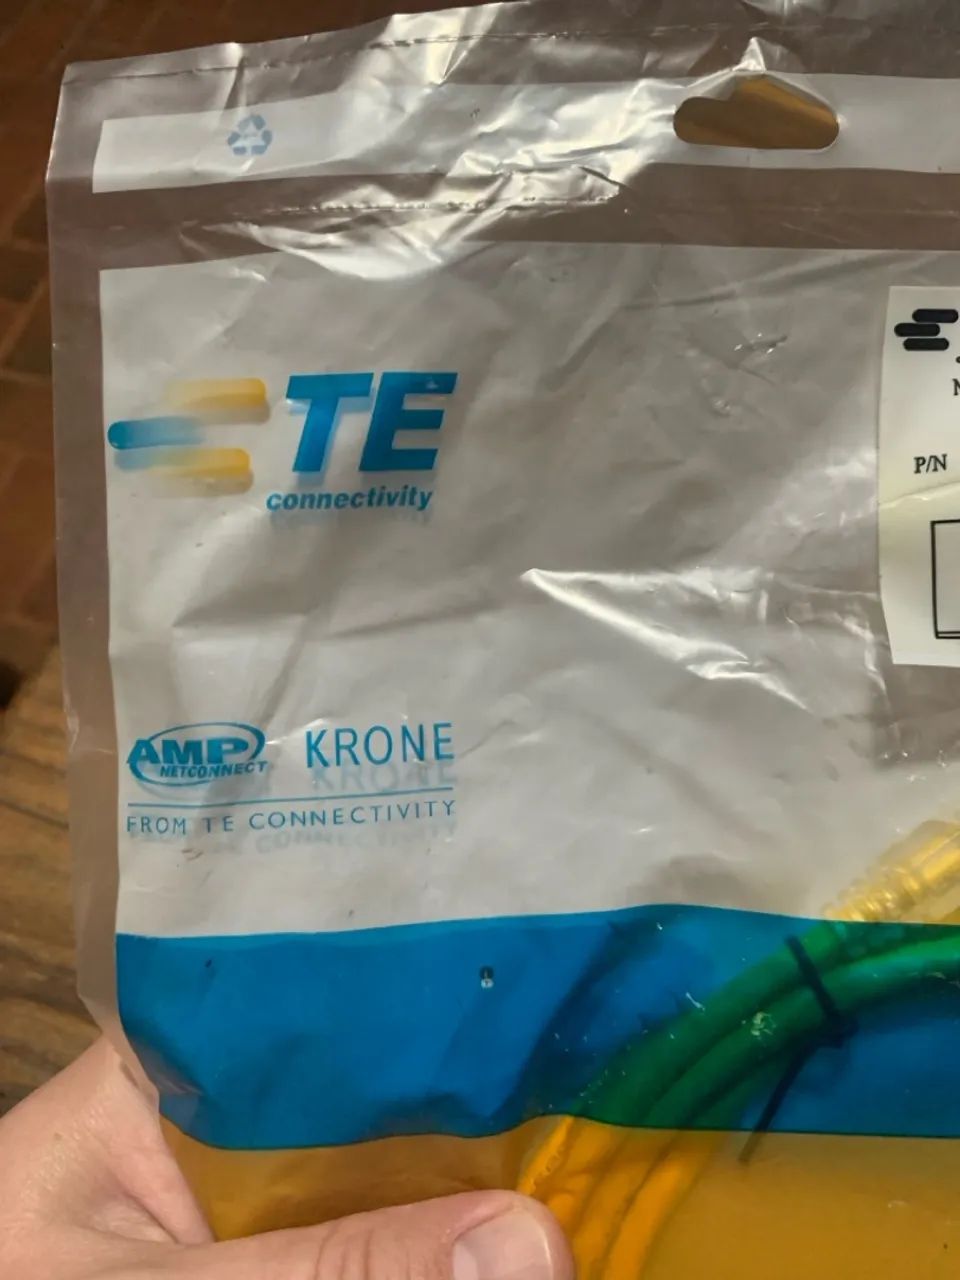 TE
connectivity
N
P/N
AMP NETCONNECT KRONE
FROM TE CONNECTIVITY